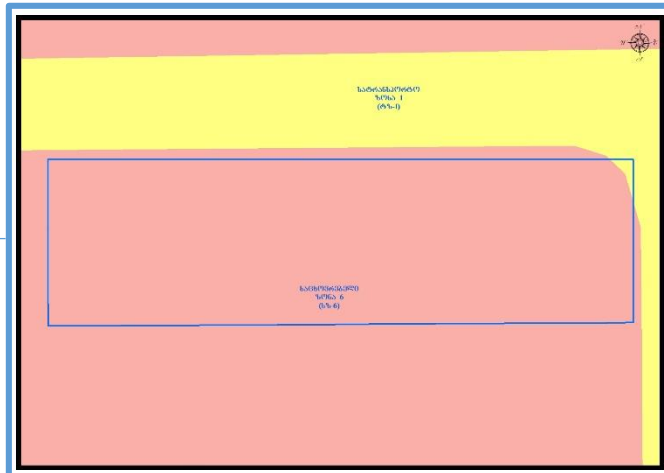 სატრანსპორტო
ზონა 1
(ტზ-1)
საცხოვრებელი
ზონა 6
(სზ-6)